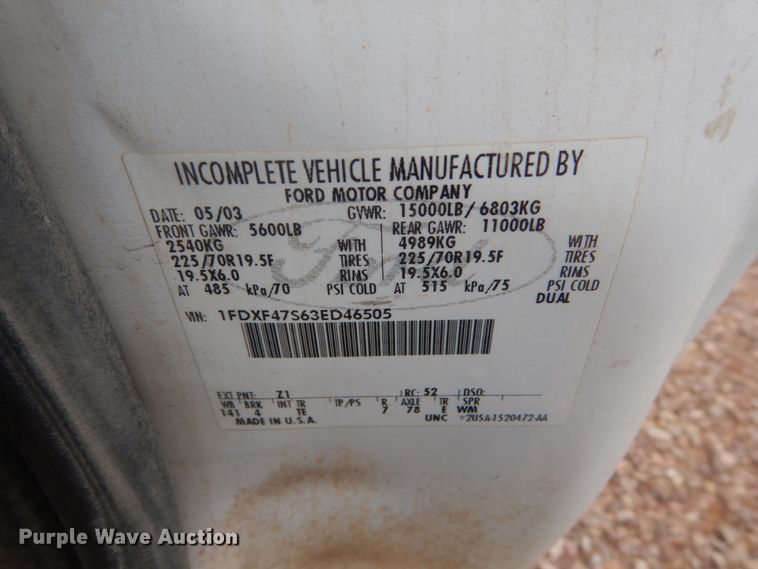 INCOMPLETE VEHICLE MANUFACTURED BY
FORD MOTOR COMPANY
DATE: 05/03 GVWR: 15000LB/ 6803KG
FRONT GAWR: 5600LB REAR GAWR: 11000LB
2540KG WITH 4989KG WITH
225/70R19.5F TIRES 225/70R19.5F TIRES
19.5X6.0 RIMS 19.5X6.0 RIMS
AT 485 kPa/70 PSI COLD AT 515 kPa/75 PSI COLD
DUAL
Ford
VIN: 1FDXF47S63ED46505
EXT PNT: Z1 RC: 52 DSO:
WB BRK INT TR TP/PS R AXLE TR SPR
141 4 TE 7 78 E WM
MADE IN U.S.A. UNC 2U5A-1520472-AA
Purple Wave Auction